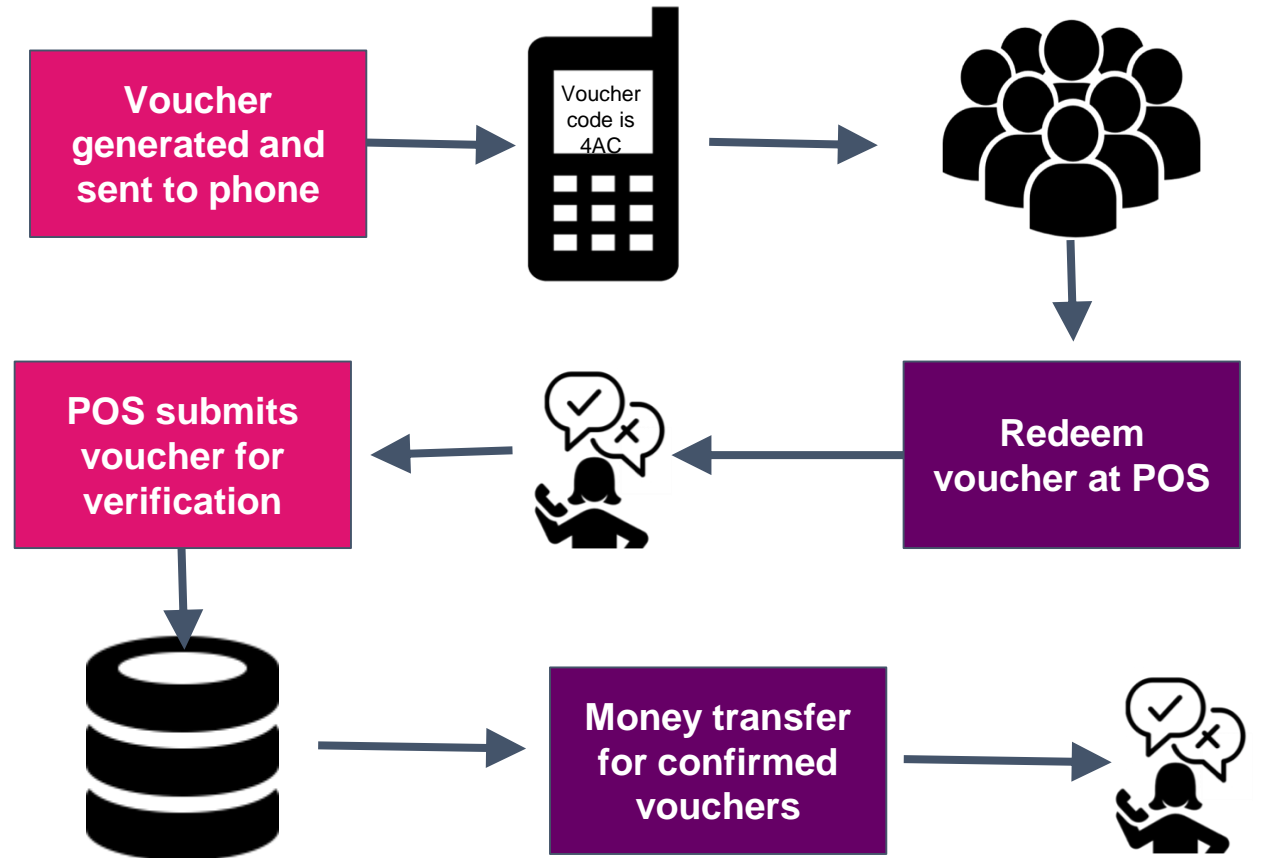 Voucher
generated and
sent to phone
Voucher
code is
4AC
Redeem
voucher at POS
POS submits
voucher for
verification
Money transfer
for confirmed
vouchers